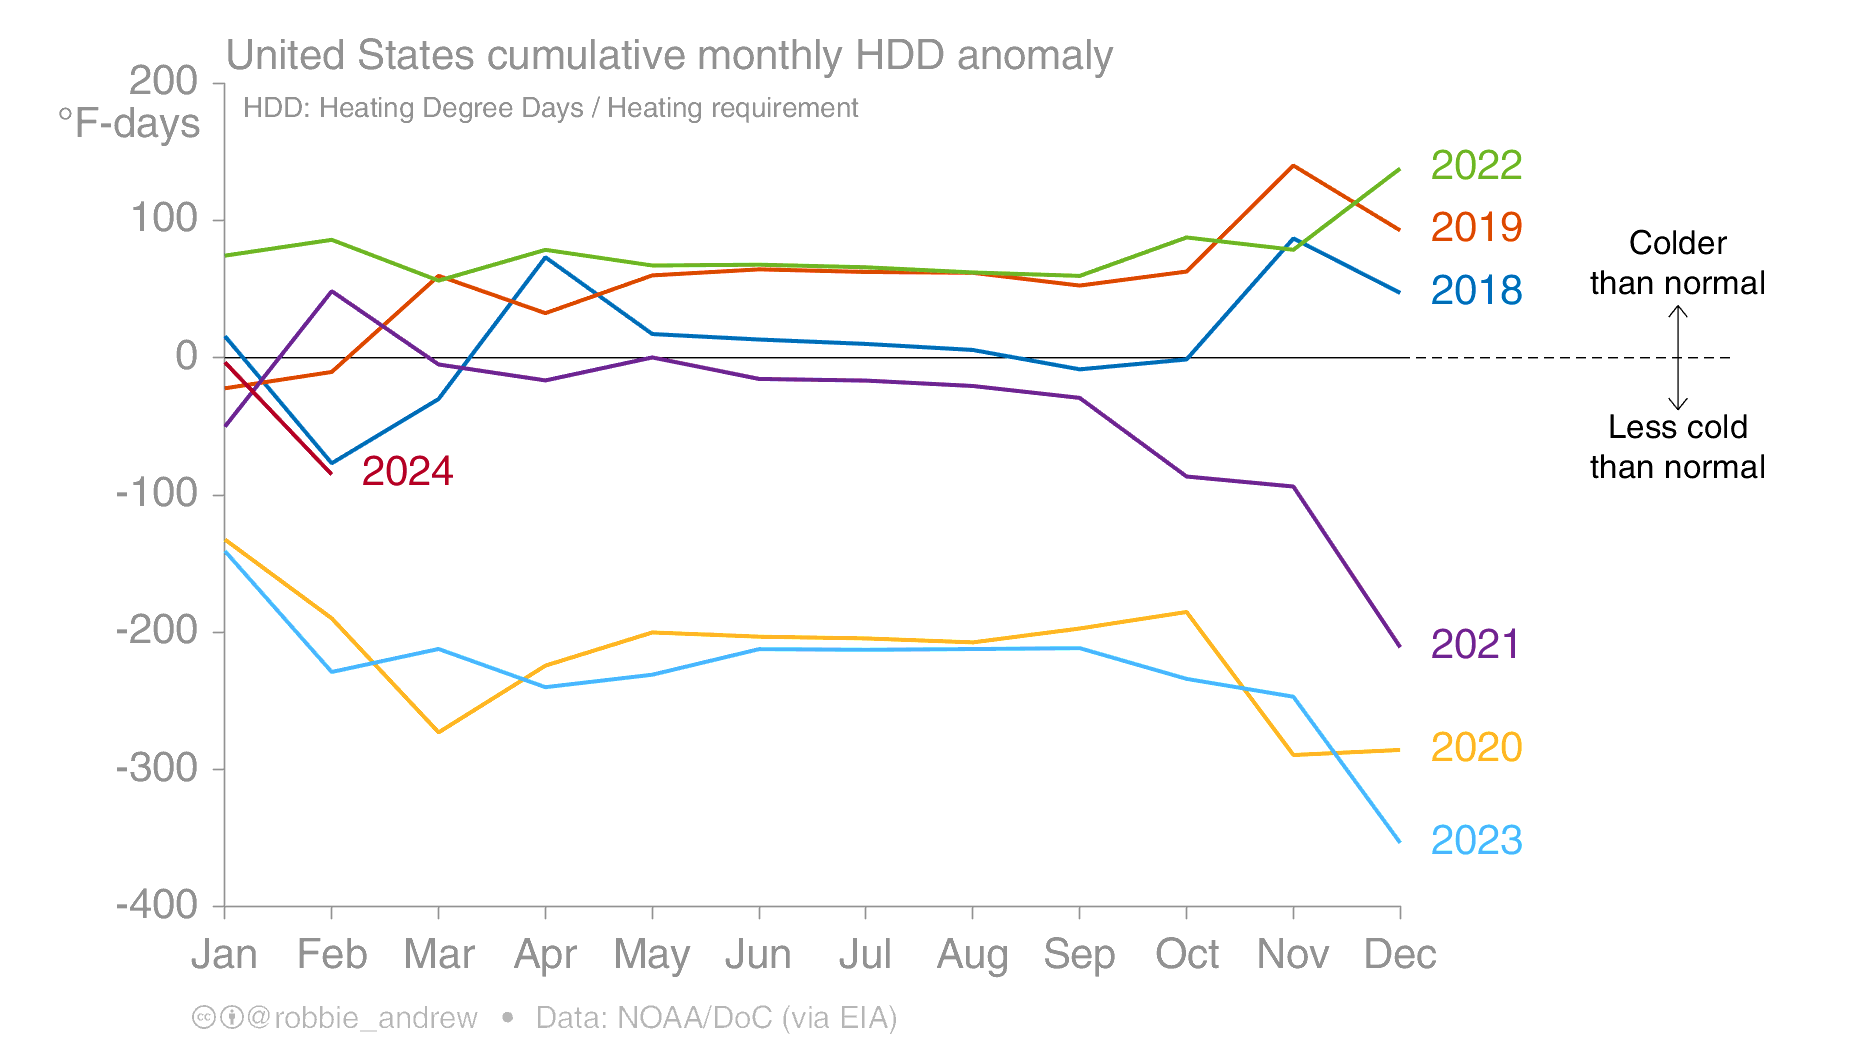 United States cumulative monthly HDD anomaly
200
°F-days
HDD: Heating Degree Days / Heating requirement
2022
100
2019
Colder
than normal
2018
0
Less cold
than normal
2024
-100
-200
2021
2020
-300
2023
-400
Jan Feb Mar Apr May Jun Jul Aug Sep Oct Nov Dec
cc @robbie_andrew • Data: NOAA/DoC (via EIA)